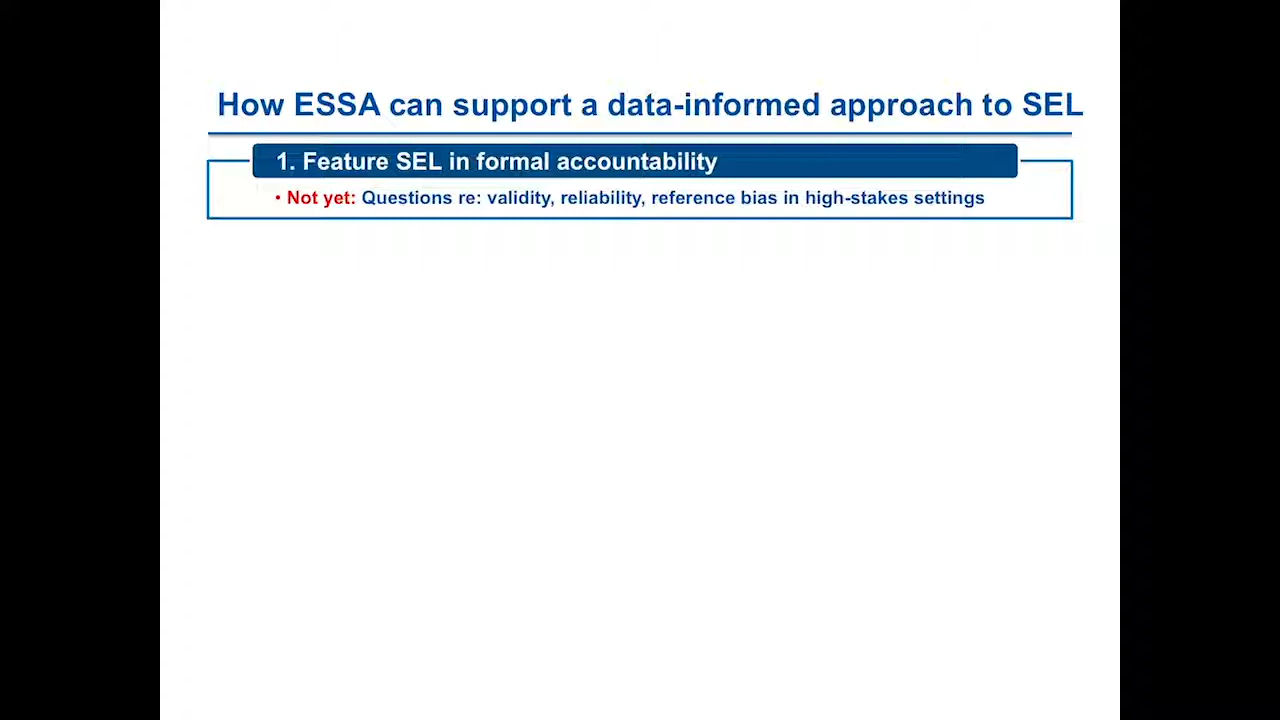 How ESSA can support a data-informed approach to SEL
1. Feature SEL in formal accountability
• Not yet: Questions re: validity, reliability, reference bias in high-stakes settings